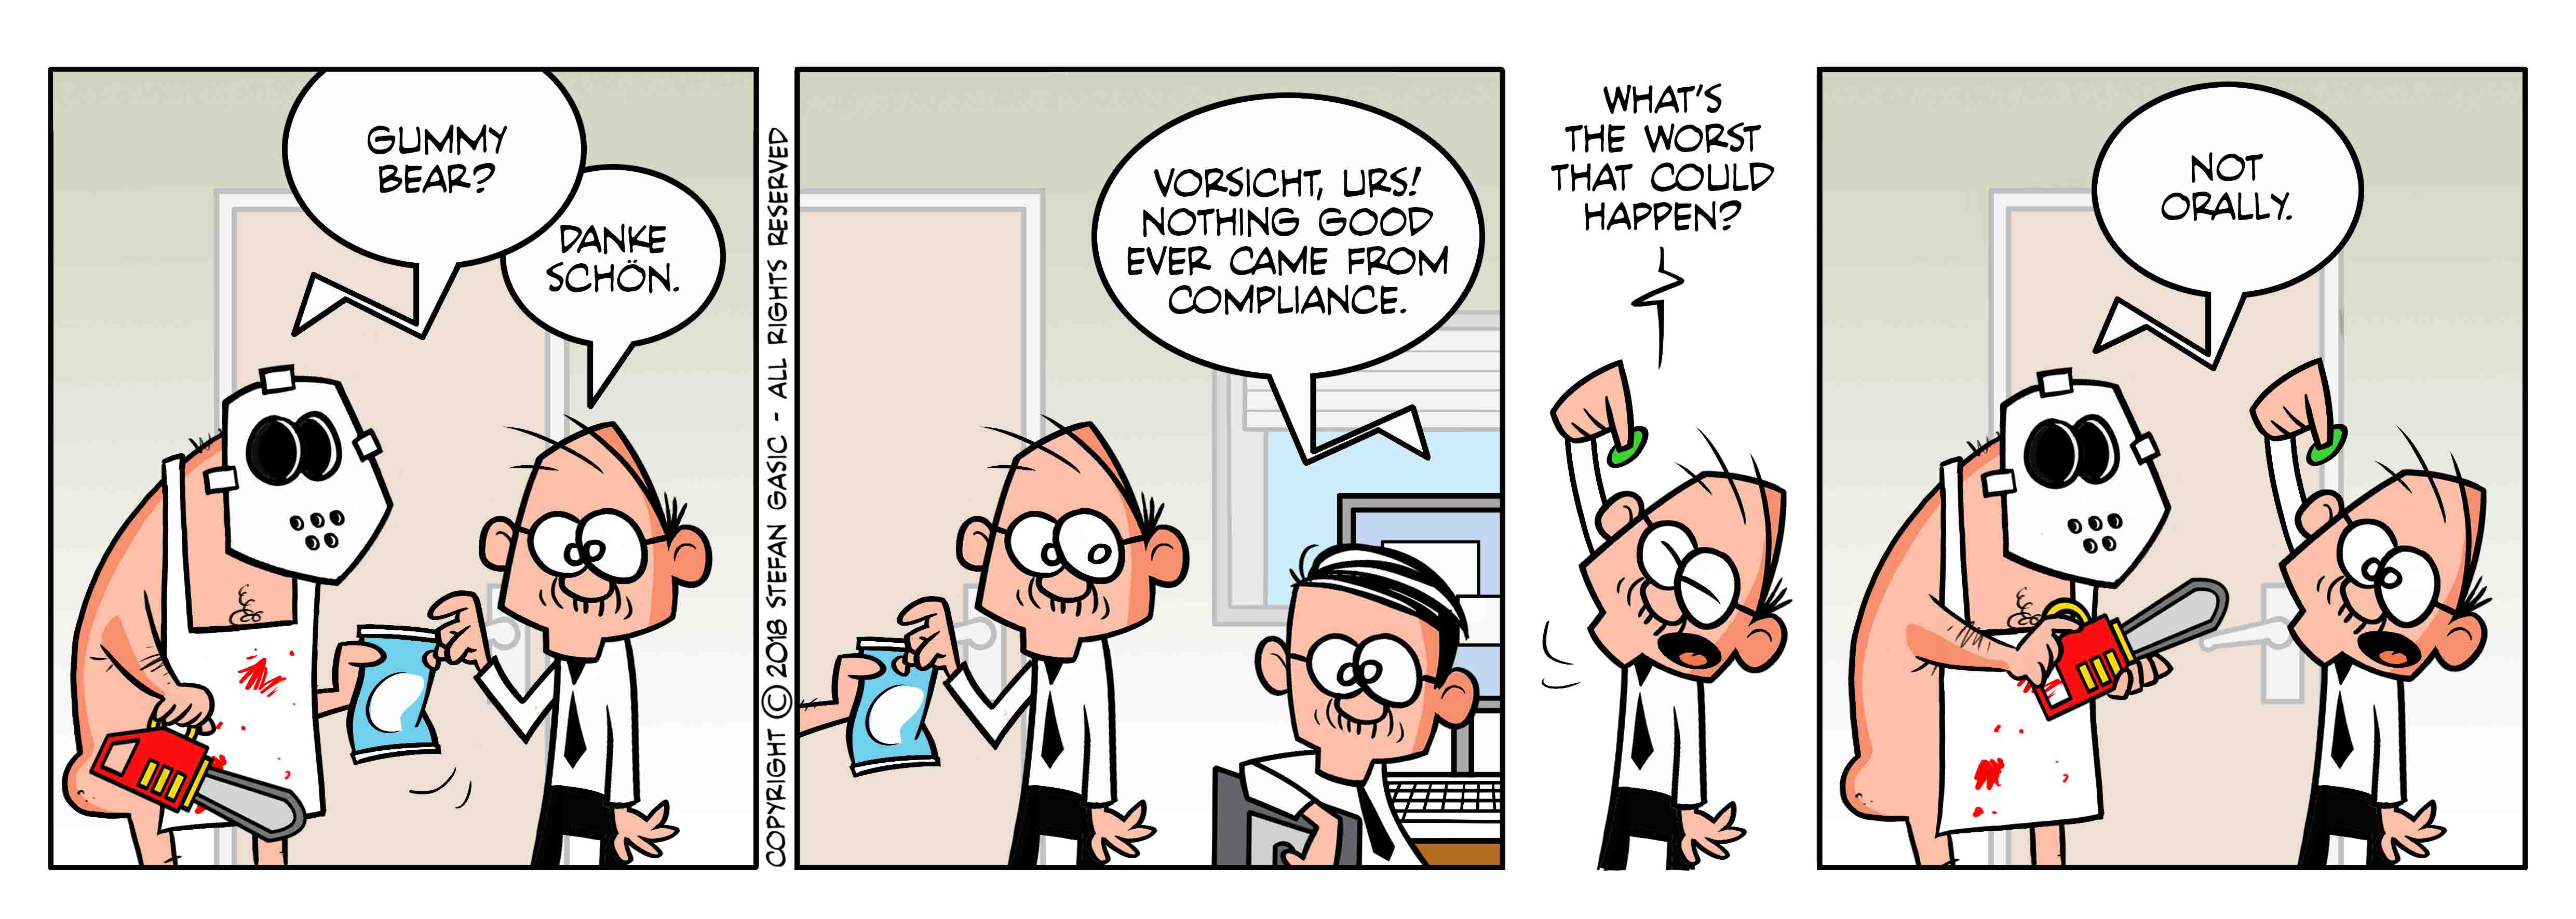 GUMMY
BEAR?
DANKE
SCHÖN.
COPYRIGHT © 2018 STEFAN GASIC - ALL RIGHTS RESERVED
VORSICHT, URS!
NOTHING GOOD
EVER CAME FROM
COMPLIANCE.
WHAT'S
THE WORST
THAT COULD
HAPPEN?
NOT
ORALLY.